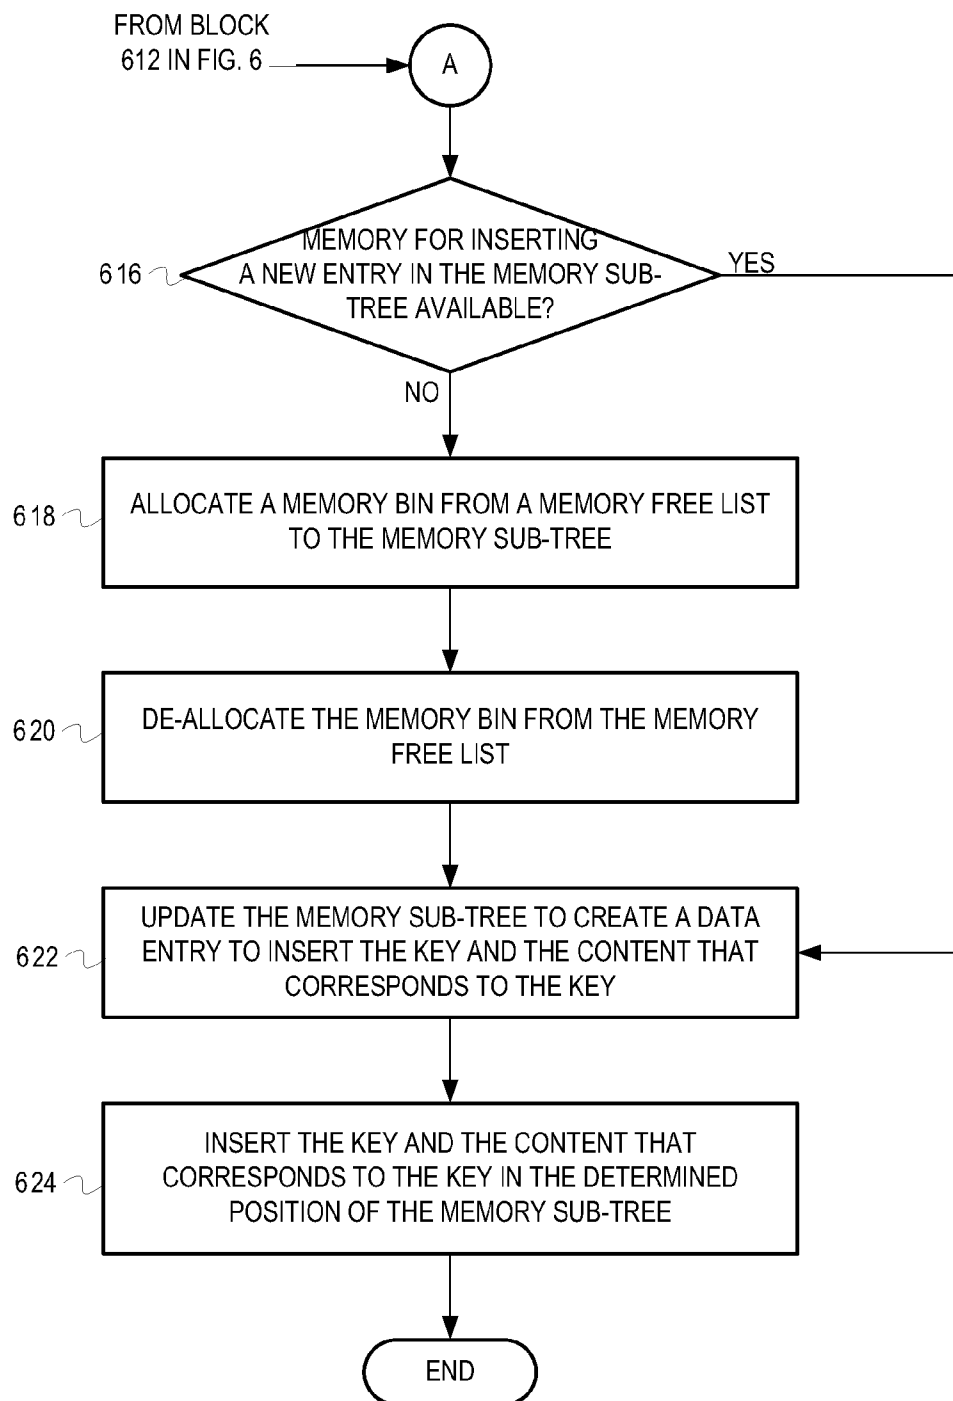 FROM BLOCK
612 IN FIG. 6
A
MEMORY FOR INSERTING
A NEW ENTRY IN THE MEMORY SUB-
TREE AVAILABLE?
616
YES
NO
618
ALLOCATE A MEMORY BIN FROM A MEMORY FREE LIST
TO THE MEMORY SUB-TREE
620
DE-ALLOCATE THE MEMORY BIN FROM THE MEMORY
FREE LIST
622
UPDATE THE MEMORY SUB-TREE TO CREATE A DATA
ENTRY TO INSERT THE KEY AND THE CONTENT THAT
CORRESPONDS TO THE KEY
624
INSERT THE KEY AND THE CONTENT THAT
CORRESPONDS TO THE KEY IN THE DETERMINED
POSITION OF THE MEMORY SUB-TREE
END